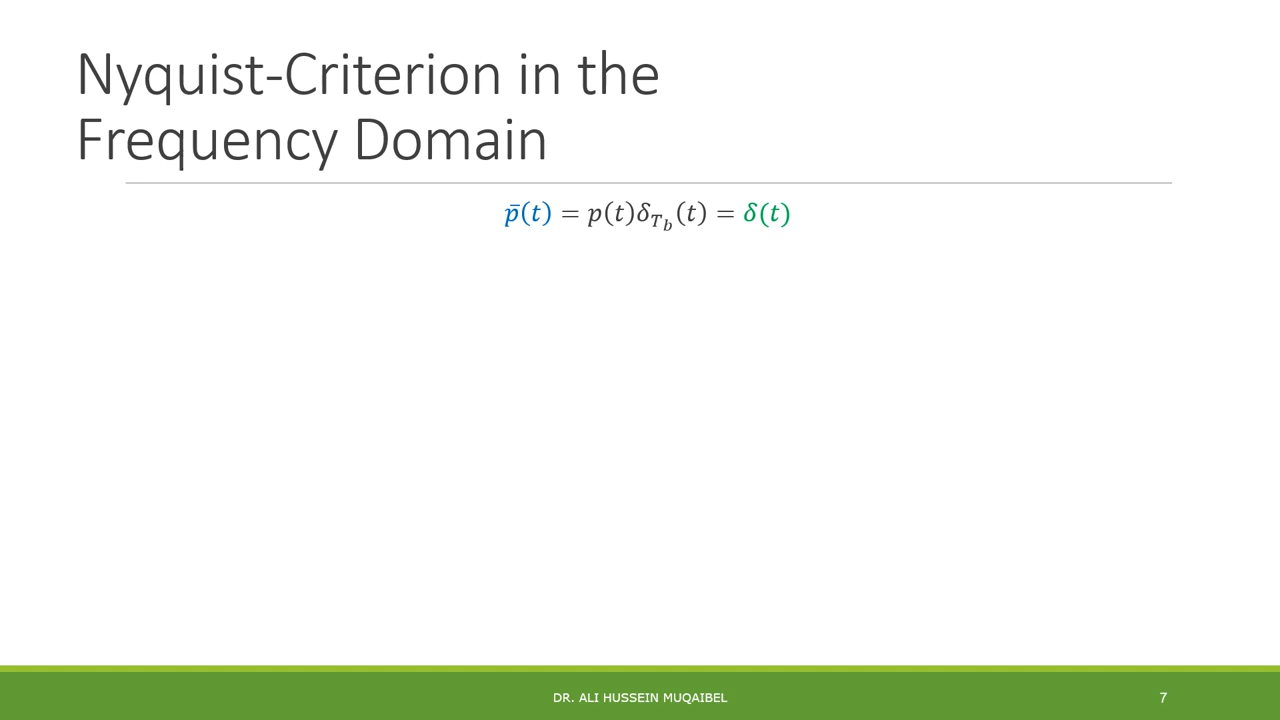 Nyquist-Criterion in the
Frequency Domain
p̄(t) = p(t)δ_{T_b}(t) = δ(t)
DR. ALI HUSSEIN MUQAIBEL
7